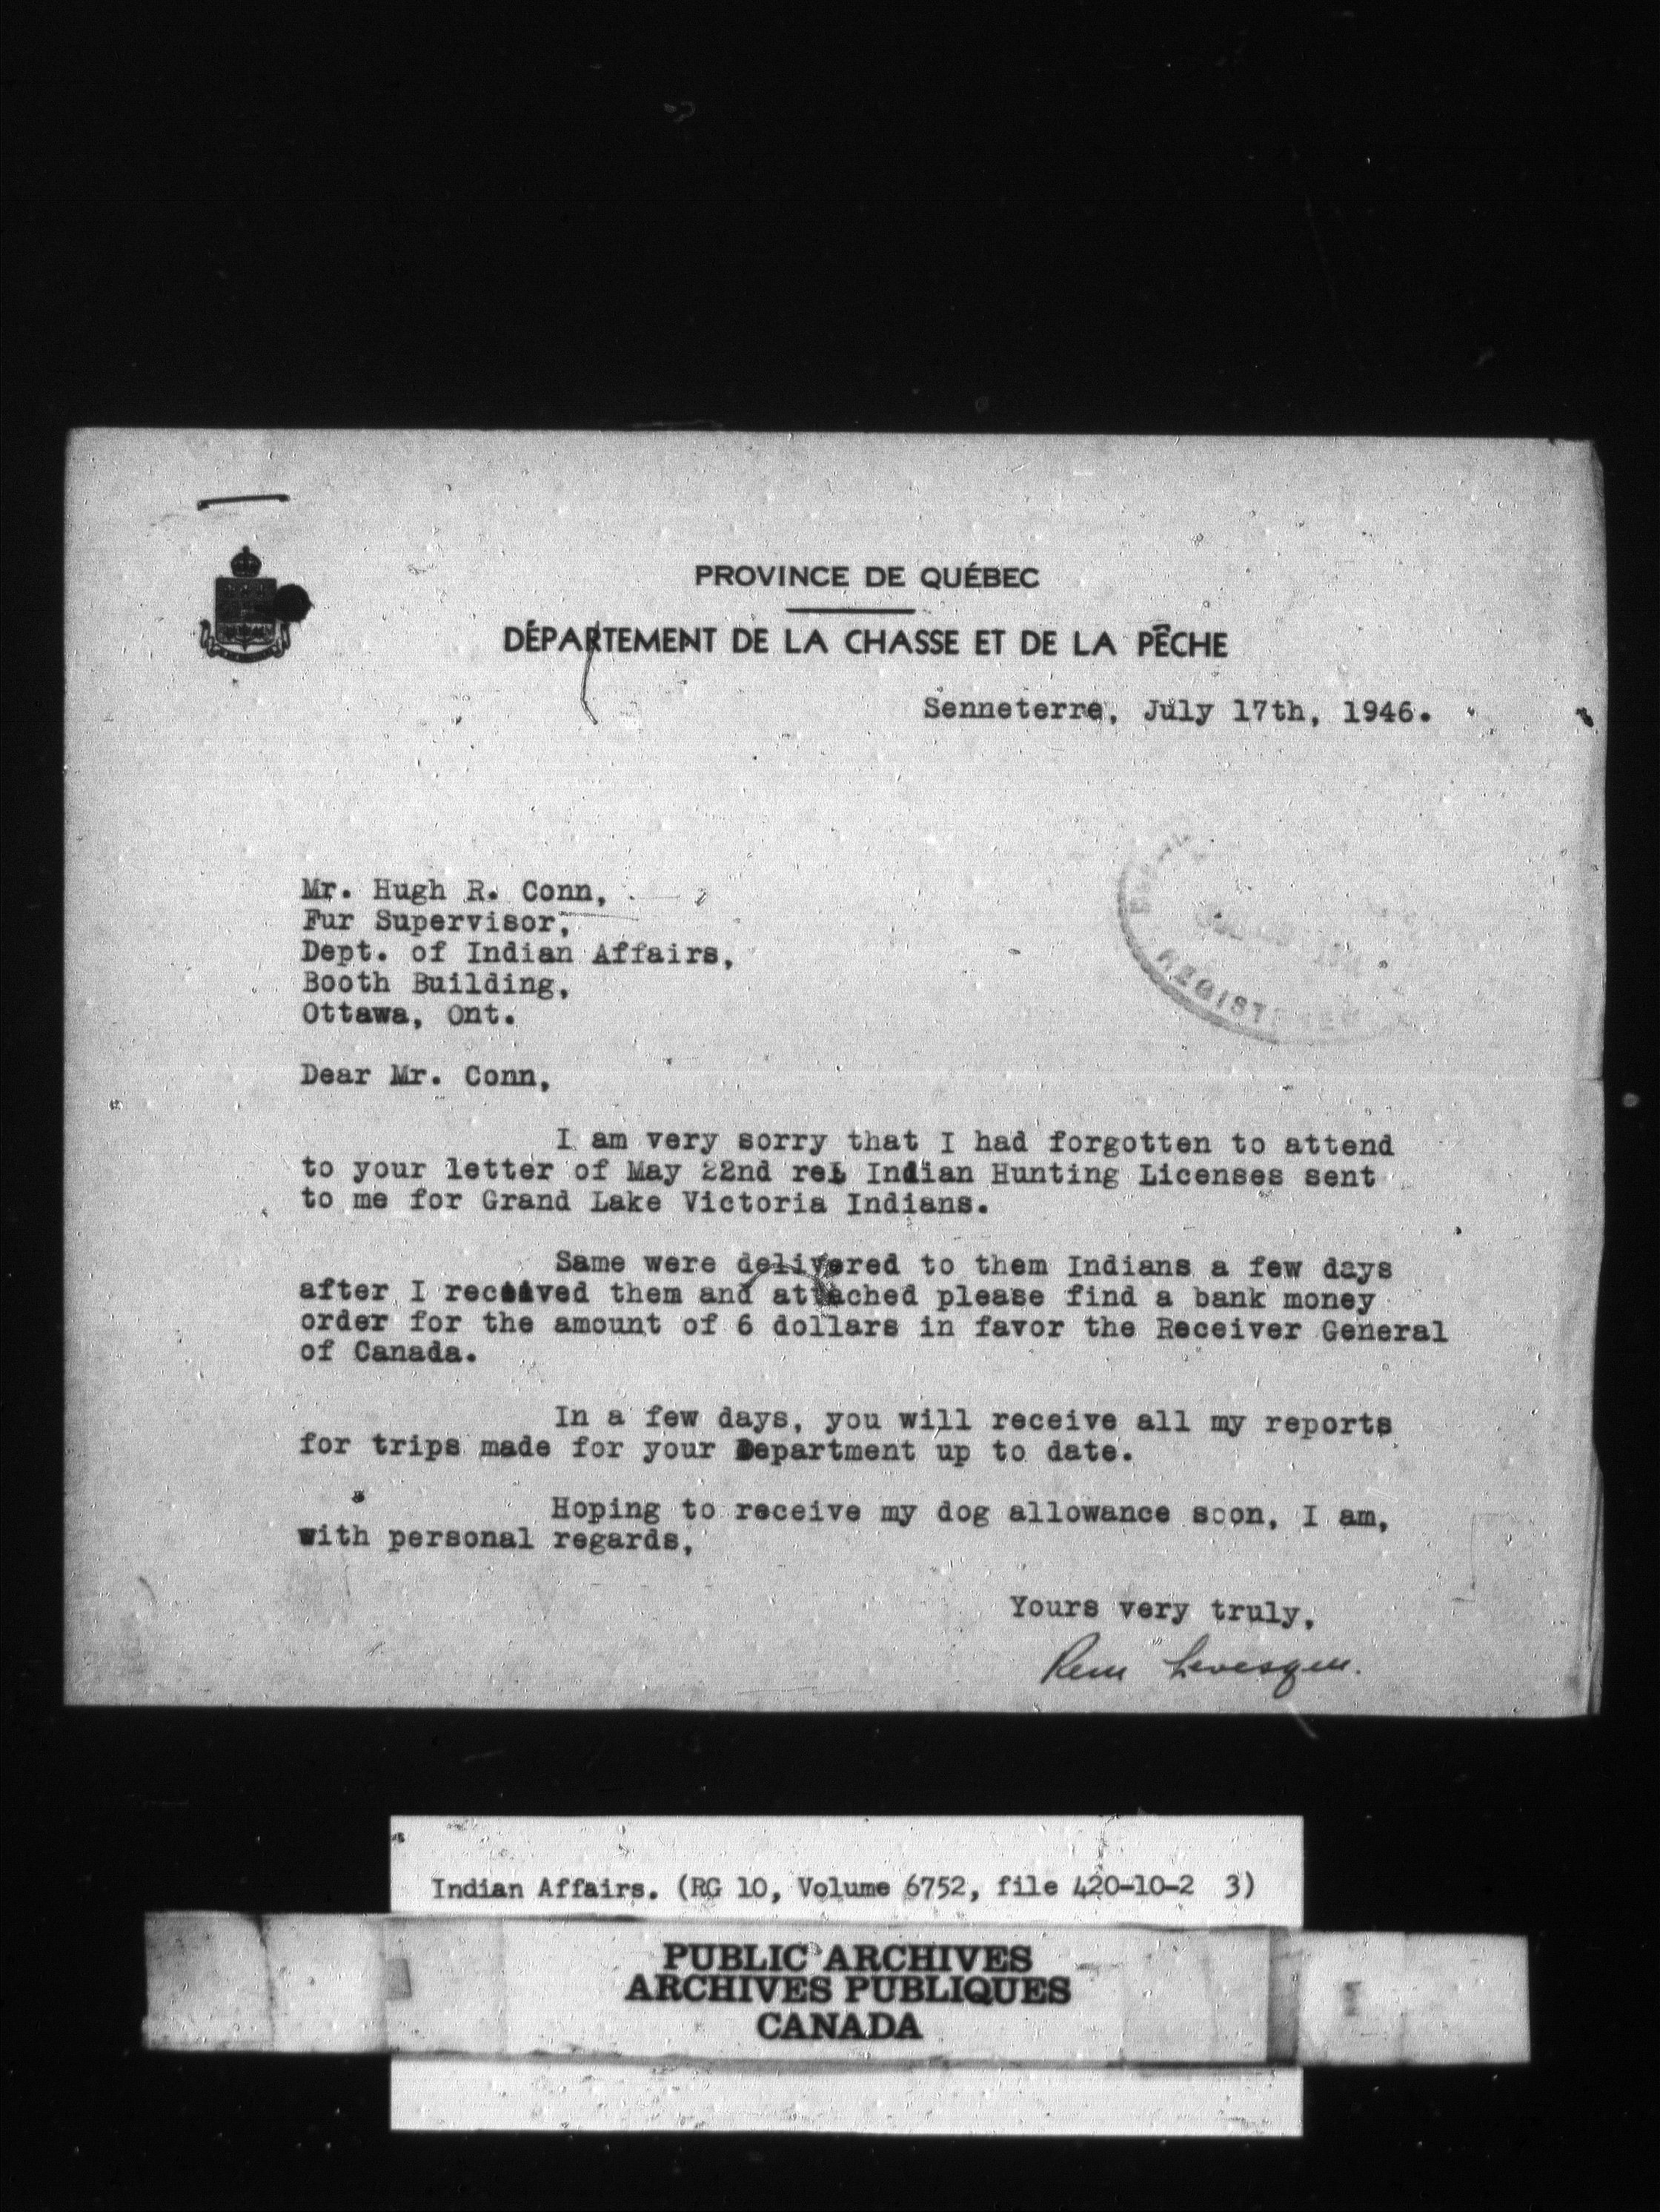 PROVINCE DE QUÉBEC
DÉPARTEMENT DE LA CHASSE ET DE LA PÊCHE
Senneterre, July 17th, 1946.
Mr. Hugh R. Conn,
Fur Supervisor,
Dept. of Indian Affairs,
Booth Building,
Ottawa, Ont.
REGISTERED
Dear Mr. Conn,
I am very sorry that I had forgotten to attend
to your letter of May 22nd re: Indian Hunting Licenses sent
to me for Grand Lake Victoria Indians.
Same were delivered to them Indians a few days
after I received them and attached please find a bank money
order for the amount of 6 dollars in favor the Receiver General
of Canada.
In a few days, you will receive all my reports
for trips made for your Department up to date.
Hoping to receive my dog allowance soon, I am,
with personal regards,
Yours very truly,
Rem Levesque.
Indian Affairs. (RG 10, Volume 6752, file 420-10-2 3)
PUBLIC ARCHIVES
ARCHIVES PUBLIQUES
CANADA